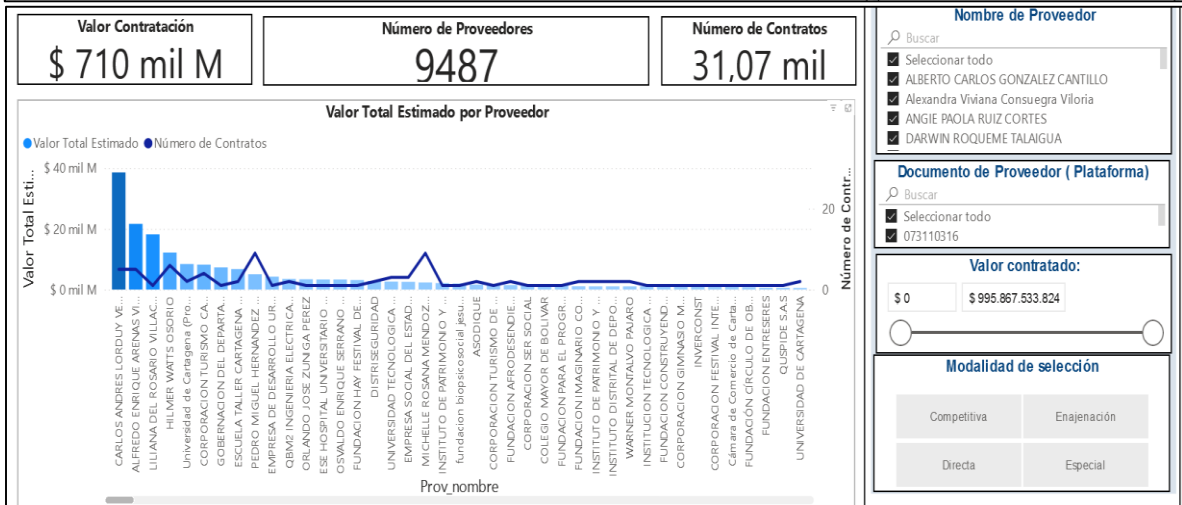 Valor Contratación
$ 710 mil M
Número de Proveedores
9487
Número de Contratos
31,07 mil
Valor Total Estimado por Proveedor
Valor Total Estimado
Número de Contratos
Valor Total Esti...
$ 40 mil M
$ 20 mil M
$ 0 mil M
20
0
Número de Contr...
CARLOS ANDRES LORDUY VE...
ALFREDO ENRIQUE ARENAS VI...
LILIANA DEL ROSARIO VILLAC...
HILMER WATTS OSORIO
Universidad de Cartagena (Pro...
CORPORACION TURISMO CA...
GOBERNACION DEL DEPARTA...
ESCUELA TALLER CARTAGENA...
PEDRO MIGUEL HERNANDEZ ...
EMPRESA DE DESARROLLO UR...
QBM2 INGENIERIA ELECTRICA...
ORLANDO JOSE ZUÑIGA PEREZ
ESE HOSPITAL UNIVERSITARIO ...
OSVALDO ENRIQUE SERRANO ...
FUNDACION HAY FESTIVAL DE...
DISTRISEGURIDAD
UNIVERSIDAD TECNOLOGICA ...
EMPRESA SOCIAL DEL ESTAD...
MICHELLE ROSANA MENDOZ...
INSTITUTO DE PATRIMONIO Y ...
fundacion biopsicosocial jesu...
ASODIQUE
CORPORACION TURISMO DE ...
FUNDACION AFRODESENDIE...
CORPORACION SER SOCIAL
COLEGIO MAYOR DE BOLIVAR
FUNDACION PARA EL PROGR...
FUNDACION IMAGINARIO CO...
INSTITUTO DE PATRIMONIO Y ...
INSTITUTO DISTRITAL DE DEPO...
WARNER MONTALVO PAJARO
INSTITUCION TECNOLOGICA ...
FUNDACION CONSTRUYEND...
CORPORACION GIMNASIO M...
INVERCONST
CORPORACION FESTIVAL INTE...
Cámara de Comercio de Carta...
FUNDACIÓN CÍRCULO DE OB...
FUNDACION ENTRESERES
QUSPIDE S.A.S
UNIVERSIDAD DE CARTAGENA
Prov_nombre
Nombre de Proveedor
Buscar
Seleccionar todo
ALBERTO CARLOS GONZALEZ CANTILLO
Alexandra Viviana Consuegra Viloria
ANGIE PAOLA RUIZ CORTES
DARWIN ROQUEME TALAIGUA
Documento de Proveedor ( Plataforma)
Buscar
Seleccionar todo
073110316
Valor contratado:
$ 0
$ 995.867.533.824
Modalidad de selección
Competitiva
Enajenación
Directa
Especial